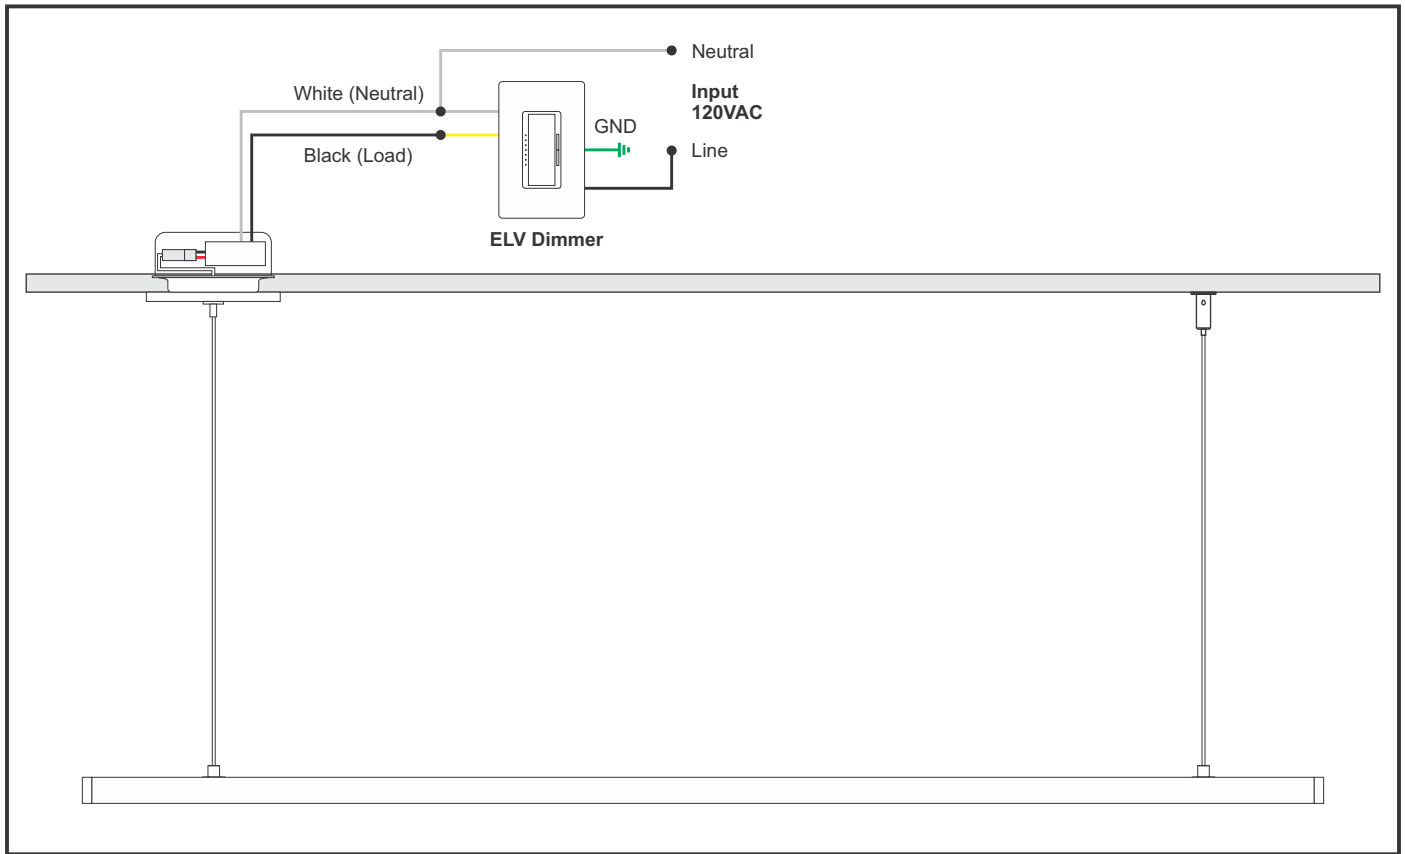 Neutral
White (Neutral)
Input
120VAC
GND
Black (Load)
Line
ELV Dimmer